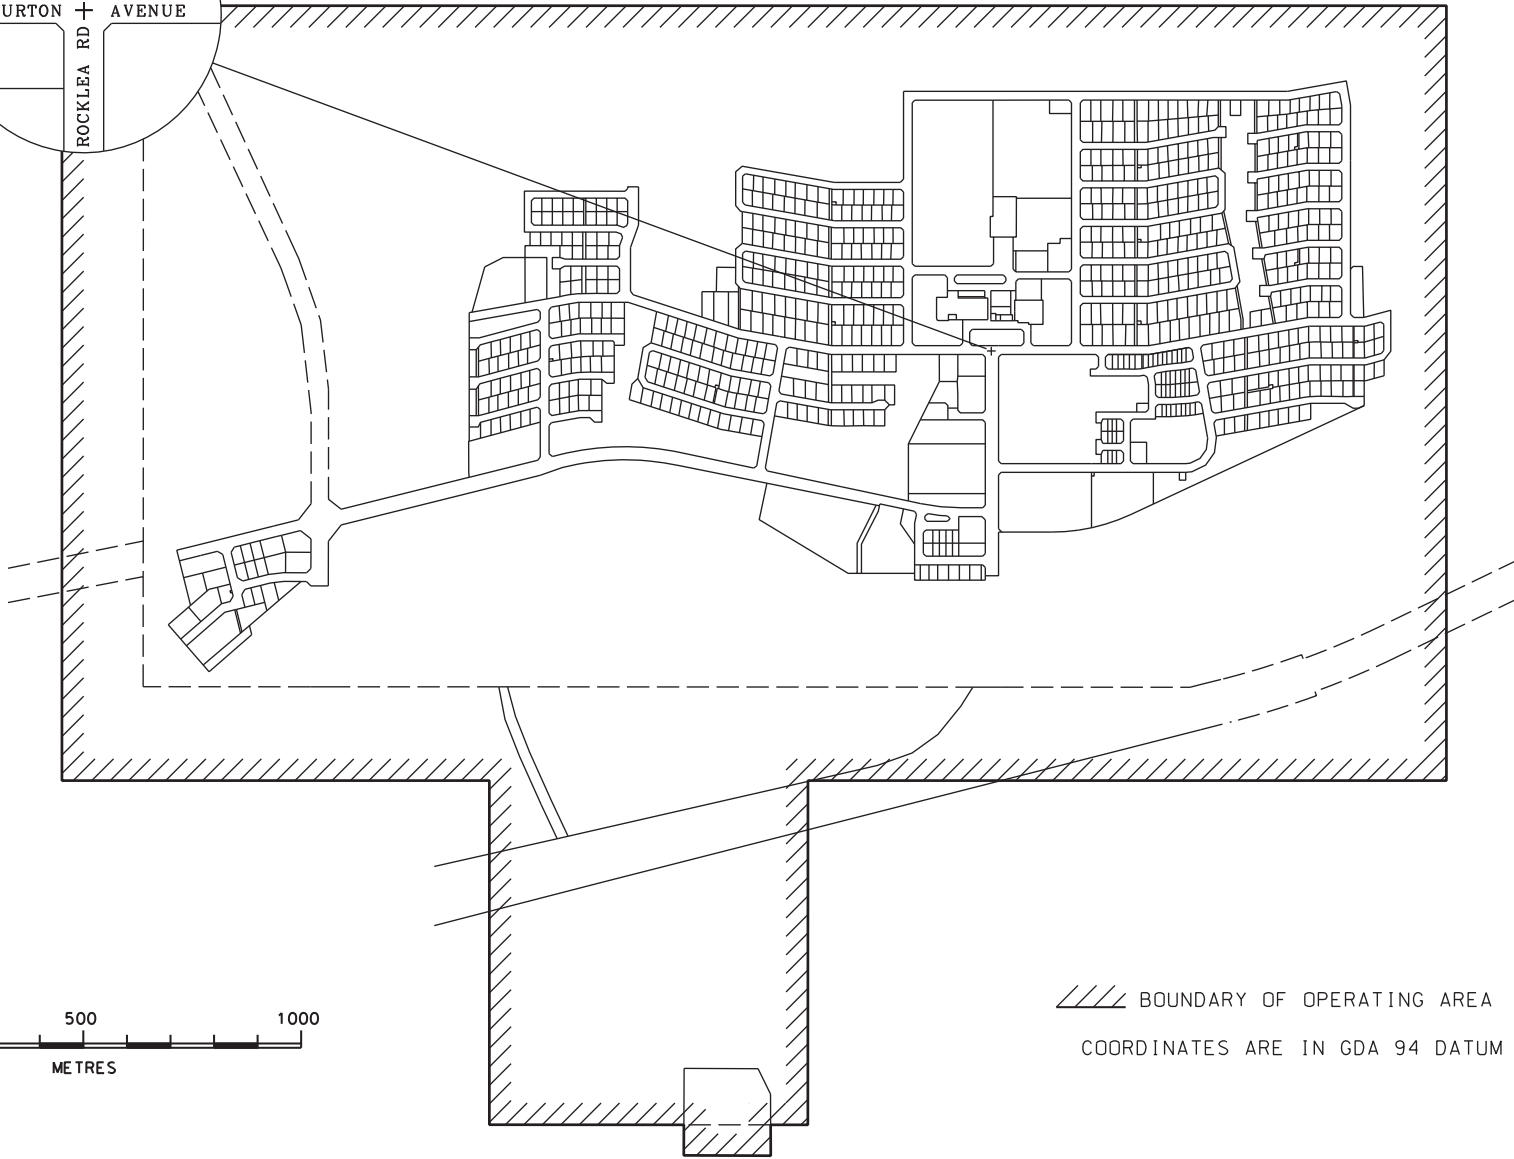 URTON AVENUE
ROCKLEA RD
500 1000
METRES
BOUNDARY OF OPERATING AREA
COORDINATES ARE IN GDA 94 DATUM